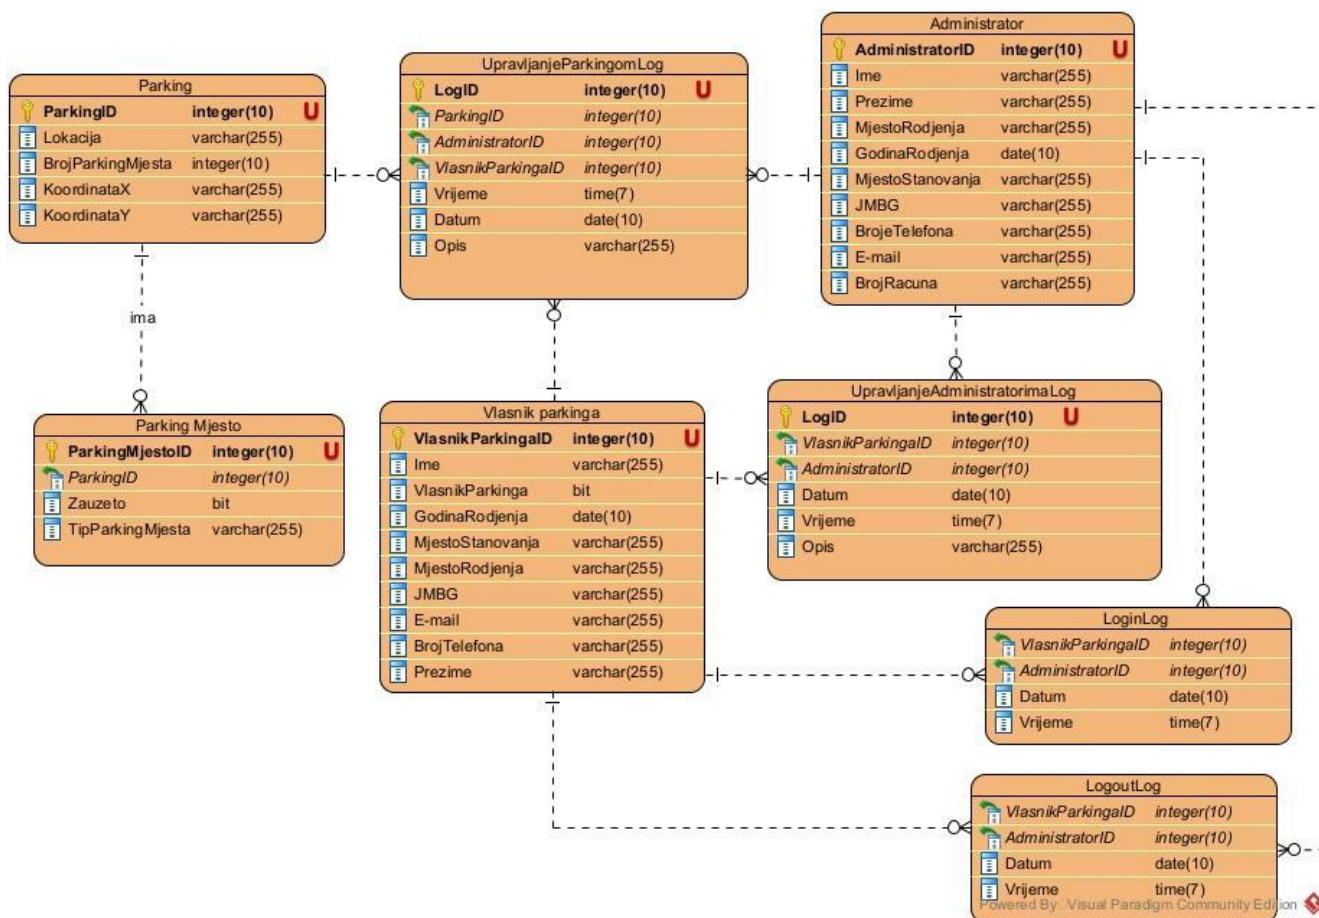 Parking
ParkingID integer(10) U
Lokacija varchar(255)
BrojParkingMjesta integer(10)
KoordinataX varchar(255)
KoordinataY varchar(255)
UpravljanjeParkingomLog
LogID integer(10) U
ParkingID integer(10)
AdministratorID integer(10)
VlasnikParkingaID integer(10)
Vrijeme time(7)
Datum date(10)
Opis varchar(255)
Administrator
AdministratorID integer(10) U
Ime varchar(255)
Prezime varchar(255)
MjestoRodjenja varchar(255)
GodinaRodjenja date(10)
MjestoStanovanja varchar(255)
JMBG varchar(255)
BrojeTelefona varchar(255)
E-mail varchar(255)
BrojRacuna varchar(255)
ima
Parking Mjesto
ParkingMjestoID integer(10) U
ParkingID integer(10)
Zauzeto bit
TipParkingMjesta varchar(255)
Vlasnik parkinga
VlasnikParkingaID integer(10) U
Ime varchar(255)
VlasnikParkinga bit
GodinaRodjenja date(10)
MjestoStanovanja varchar(255)
MjestoRodjenja varchar(255)
JMBG varchar(255)
E-mail varchar(255)
BrojTelefona varchar(255)
Prezime varchar(255)
UpravljanjeAdministratorimaLog
LogID integer(10) U
VlasnikParkingaID integer(10)
AdministratorID integer(10)
Datum date(10)
Vrijeme time(7)
Opis varchar(255)
LoginLog
VlasnikParkingaID integer(10)
AdministratorID integer(10)
Datum date(10)
Vrijeme time(7)
LogoutLog
VlasnikParkingaID integer(10)
AdministratorID integer(10)
Datum date(10)
Vrijeme time(7)
Powered By: Visual Paradigm Community Edition